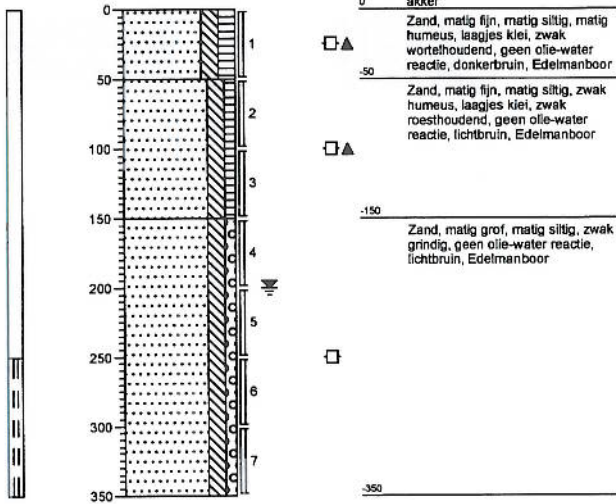 0
50
100
150
200
250
300
350
1
2
3
4
5
6
7
0 akker
Zand, matig fijn, matig siltig, matig
humeus, laagjes klei, zwak
wortelhoudend, geen olie-water
reactie, donkerbruin, Edelmanboor
-50
Zand, matig fijn, matig siltig, zwak
humeus, laagjes klei, zwak
roesthoudend, geen olie-water
reactie, lichtbruin, Edelmanboor
-150
Zand, matig grof, matig siltig, zwak
grindig, geen olie-water reactie,
lichtbruin, Edelmanboor
-350